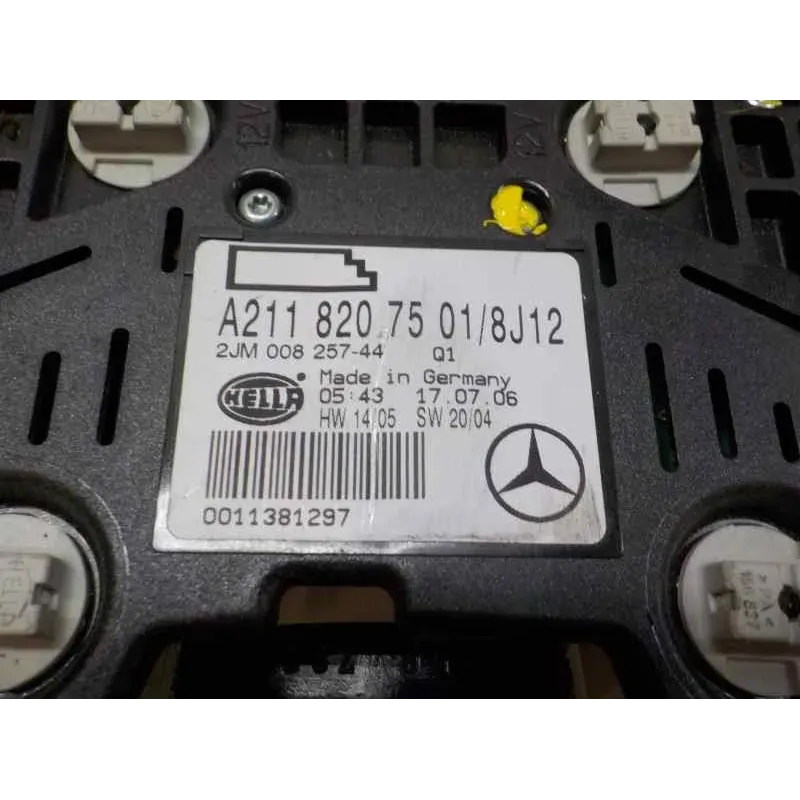 12V
12V
A211 820 75 01/8J12
2JM 008 257-44 Q1
HELLA
Made in Germany
05:43 17.07.06
HW 14/05 SW 20/04
0011381297
HELLA